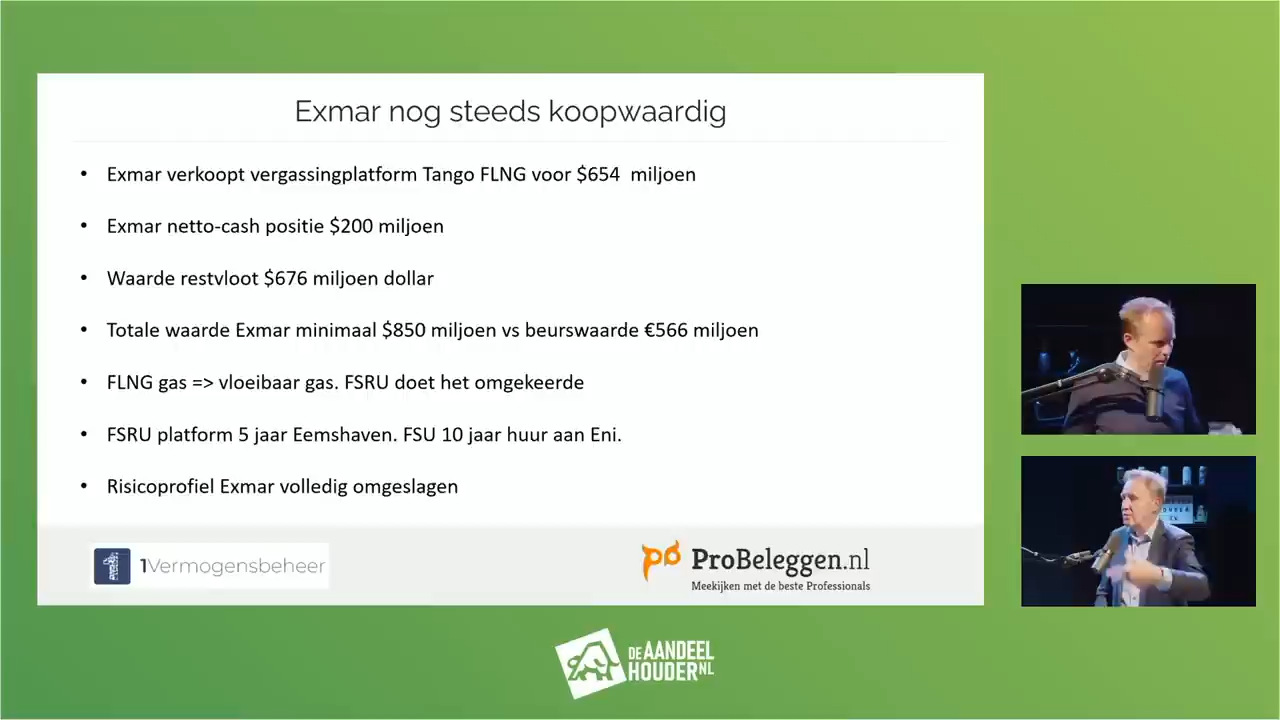 Exmar nog steeds koopwaardig
• Exmar verkoopt vergassingplatform Tango FLNG voor $654 miljoen
• Exmar netto-cash positie $200 miljoen
• Waarde restvloot $676 miljoen dollar
• Totale waarde Exmar minimaal $850 miljoen vs beurswaarde €566 miljoen
• FLNG gas => vloeibaar gas. FSRU doet het omgekeerde
• FSRU platform 5 jaar Eemshaven. FSU 10 jaar huur aan Eni.
• Risicoprofiel Exmar volledig omgeslagen
1Vermogensbeheer
ProBeleggen.nl
Meekijken met de beste Professionals
DE AANDEEL
HOUDER NL